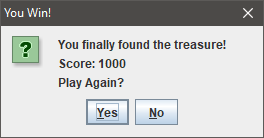 You Win!
?
You finally found the treasure!
Score: 1000
Play Again?
Yes No